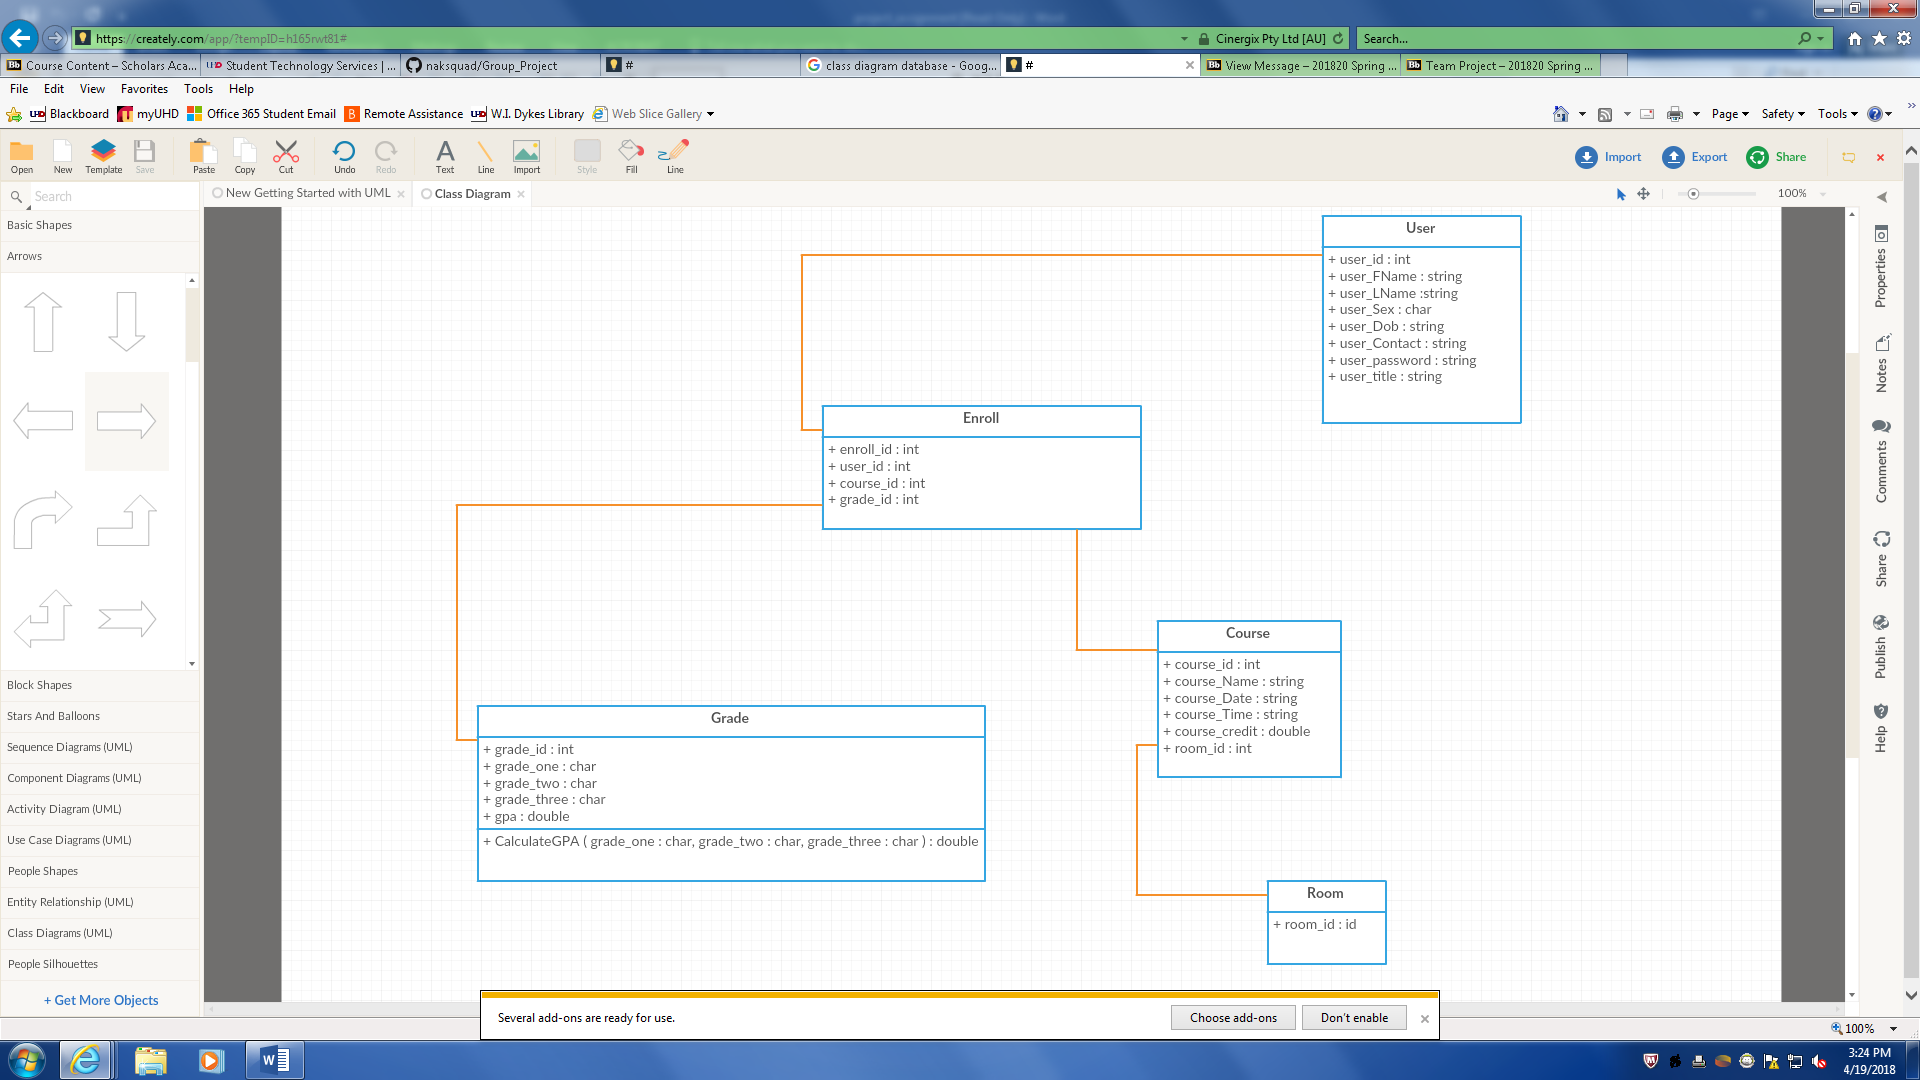 https://creately.com/app/?tempID=h165rwt81#
Cinergix Pty Ltd [AU]
Search...
Course Content – Scholars Aca...
Student Technology Services | ...
naksquad/Group_Project
#
class diagram database - Goog...
#
View Message – 201820 Spring ...
Team Project – 201820 Spring ...
File Edit View Favorites Tools Help
Blackboard myUHD Office 365 Student Email Remote Assistance W.I. Dykes Library Web Slice Gallery
Page Safety Tools
Open New Template Save Paste Copy Cut Undo Redo Text Line Import Style Fill Line
Import Export Share
Search
New Getting Started with UML
Class Diagram
100%
Basic Shapes
Arrows
Block Shapes
Stars And Balloons
Sequence Diagrams (UML)
Component Diagrams (UML)
Activity Diagram (UML)
Use Case Diagrams (UML)
People Shapes
Entity Relationship (UML)
Class Diagrams (UML)
People Silhouettes
+ Get More Objects
User
+ user_id : int
+ user_FName : string
+ user_LName :string
+ user_Sex : char
+ user_Dob : string
+ user_Contact : string
+ user_password : string
+ user_title : string
Enroll
+ enroll_id : int
+ user_id : int
+ course_id : int
+ grade_id : int
Course
+ course_id : int
+ course_Name : string
+ course_Date : string
+ course_Time : string
+ course_credit : double
+ room_id : int
Grade
+ grade_id : int
+ grade_one : char
+ grade_two : char
+ grade_three : char
+ gpa : double
+ CalculateGPA ( grade_one : char, grade_two : char, grade_three : char ) : double
Room
+ room_id : id
Properties
Notes
Comments
Share
Publish
Help
Several add-ons are ready for use.
Choose add-ons
Don't enable
100%
3:24 PM
4/19/2018